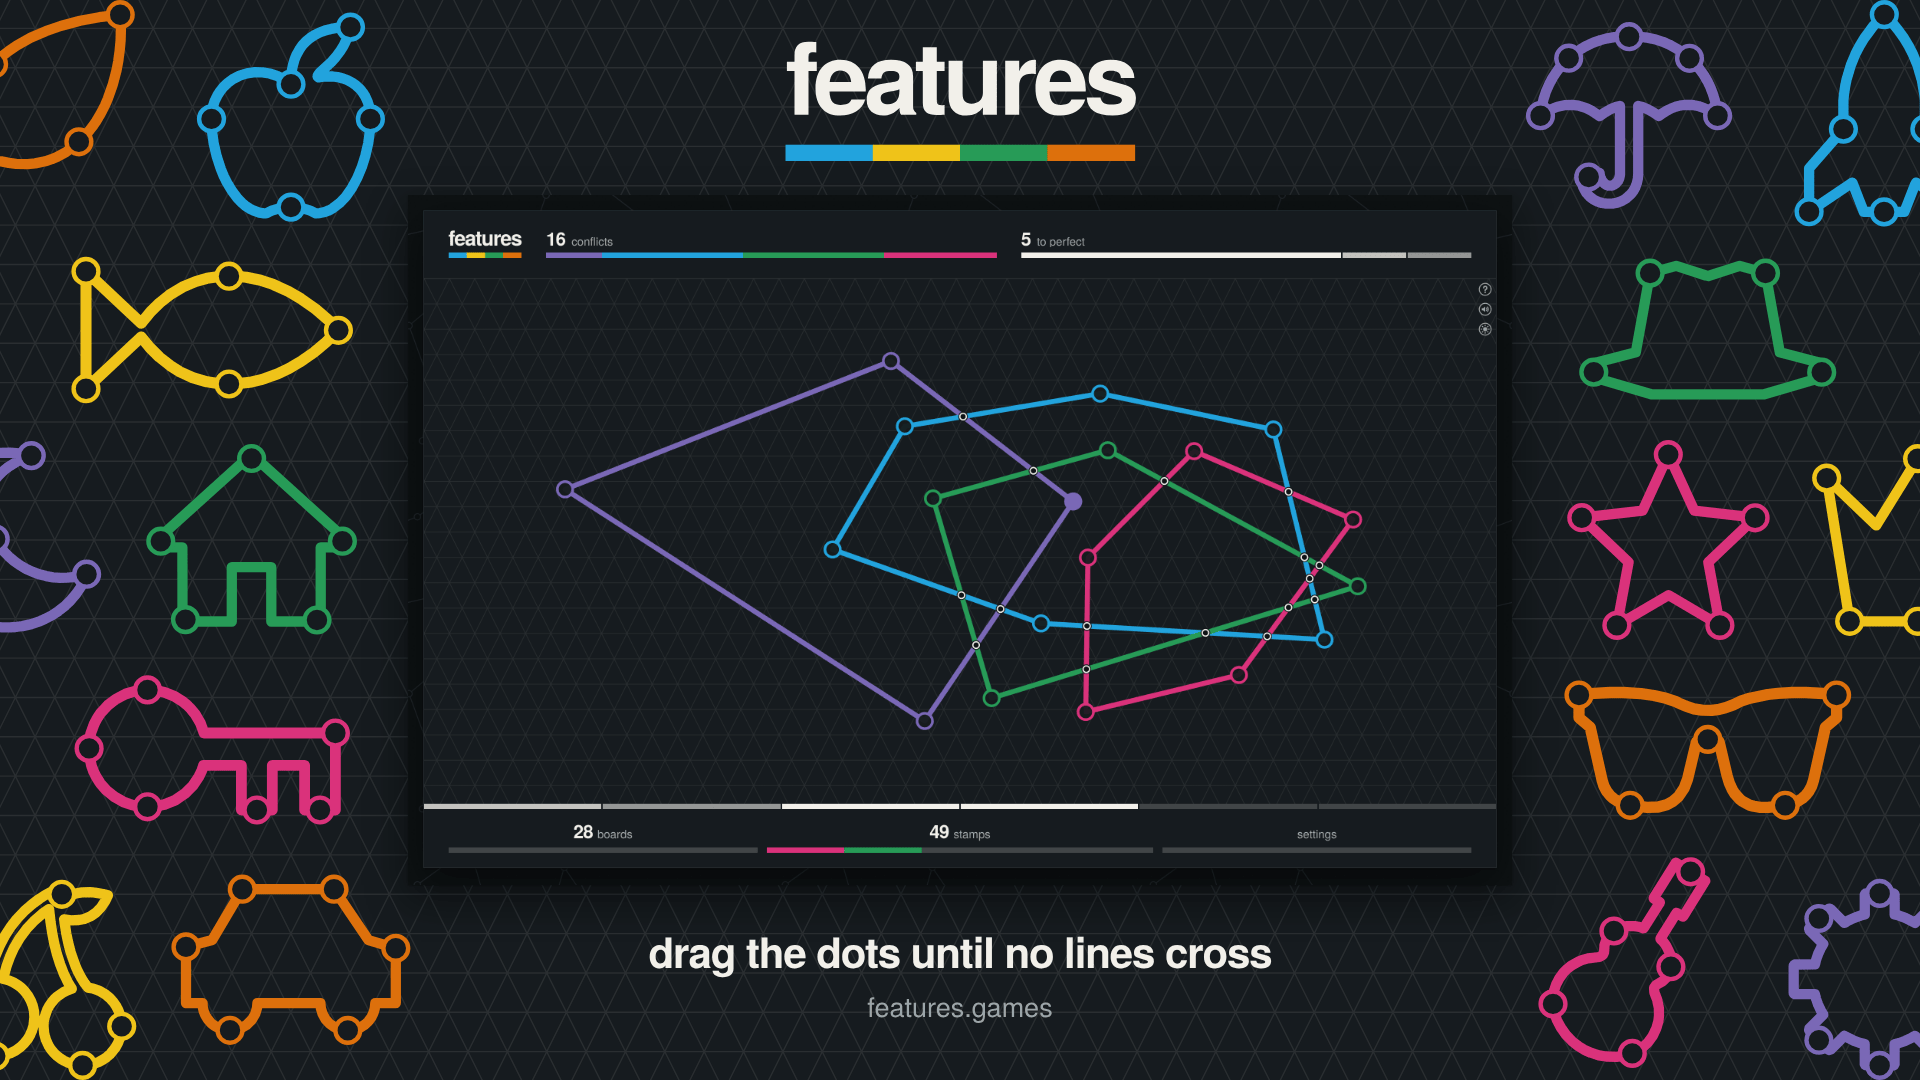 features
features
16 conflicts
5 to perfect
?
28 boards
49 stamps
settings
drag the dots until no lines cross
features.games